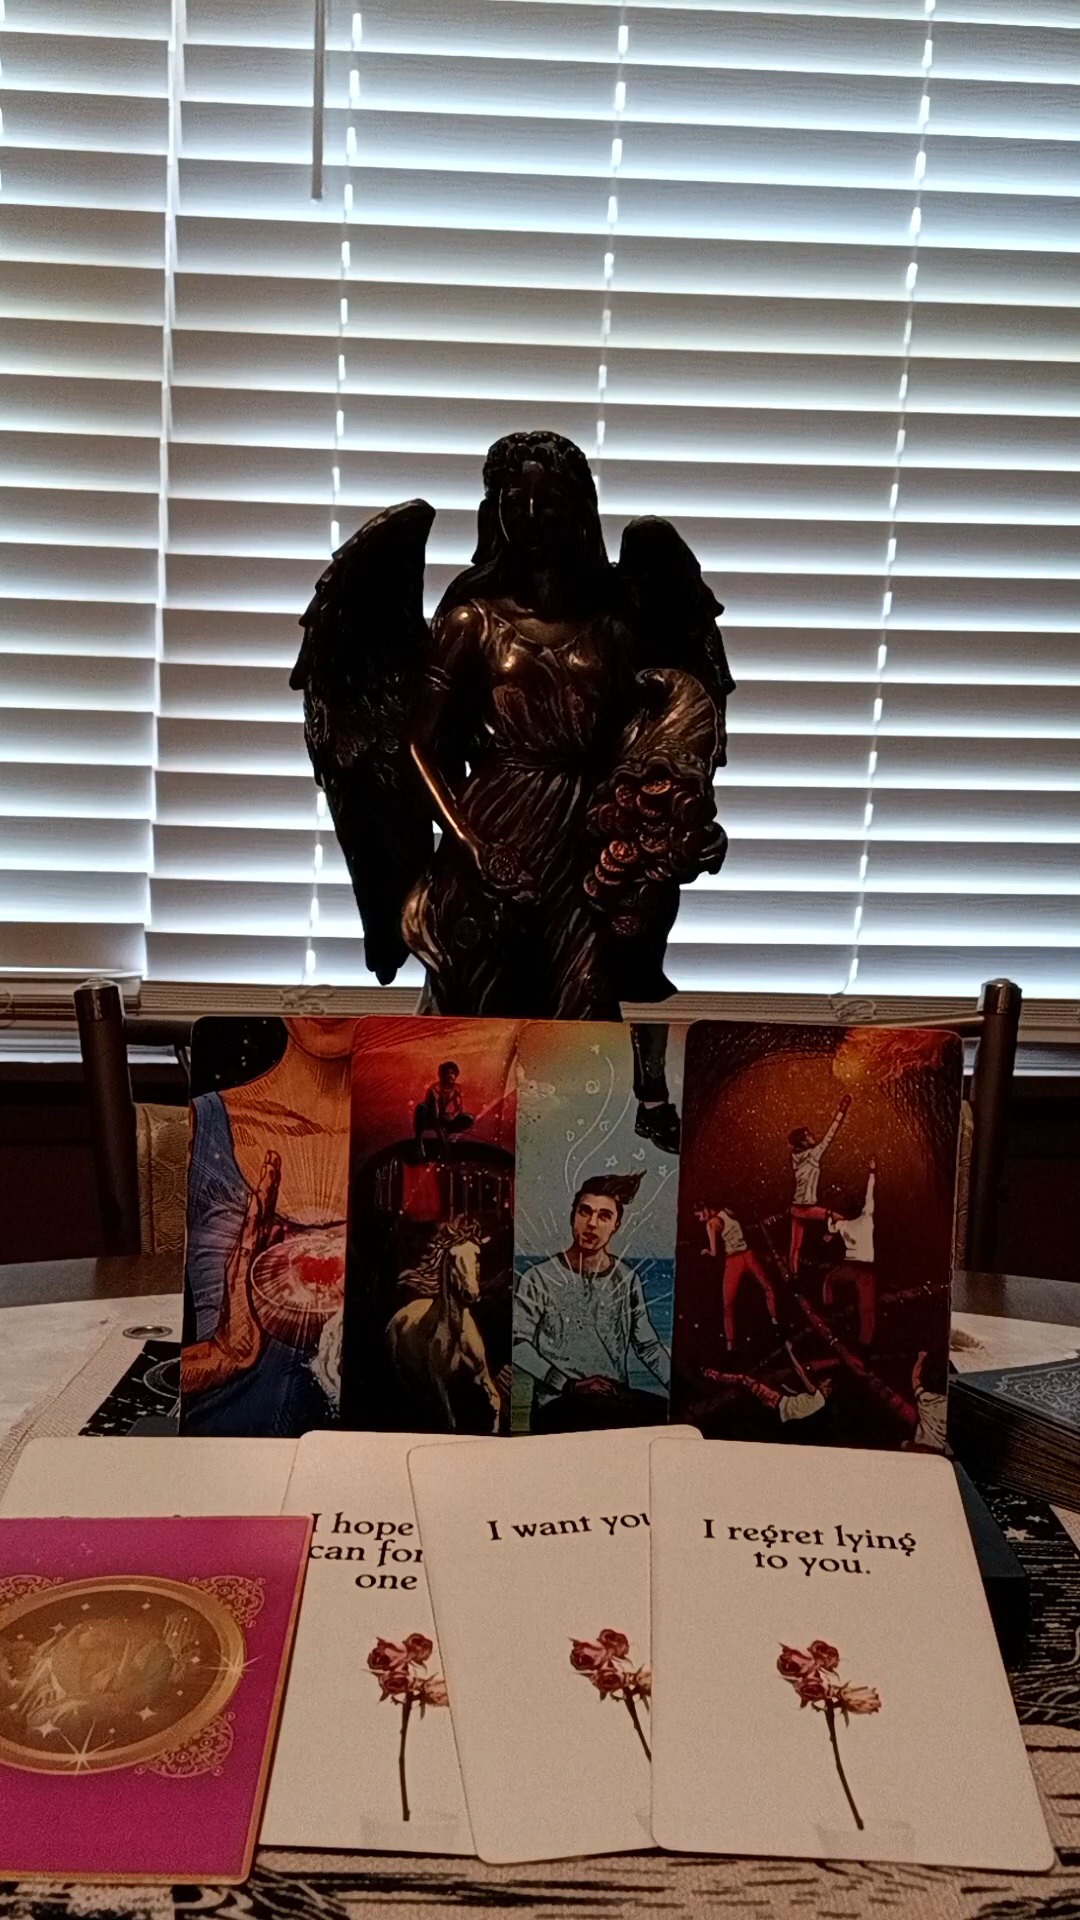 I hope
can for
one
I want you
I regret lying
to you.